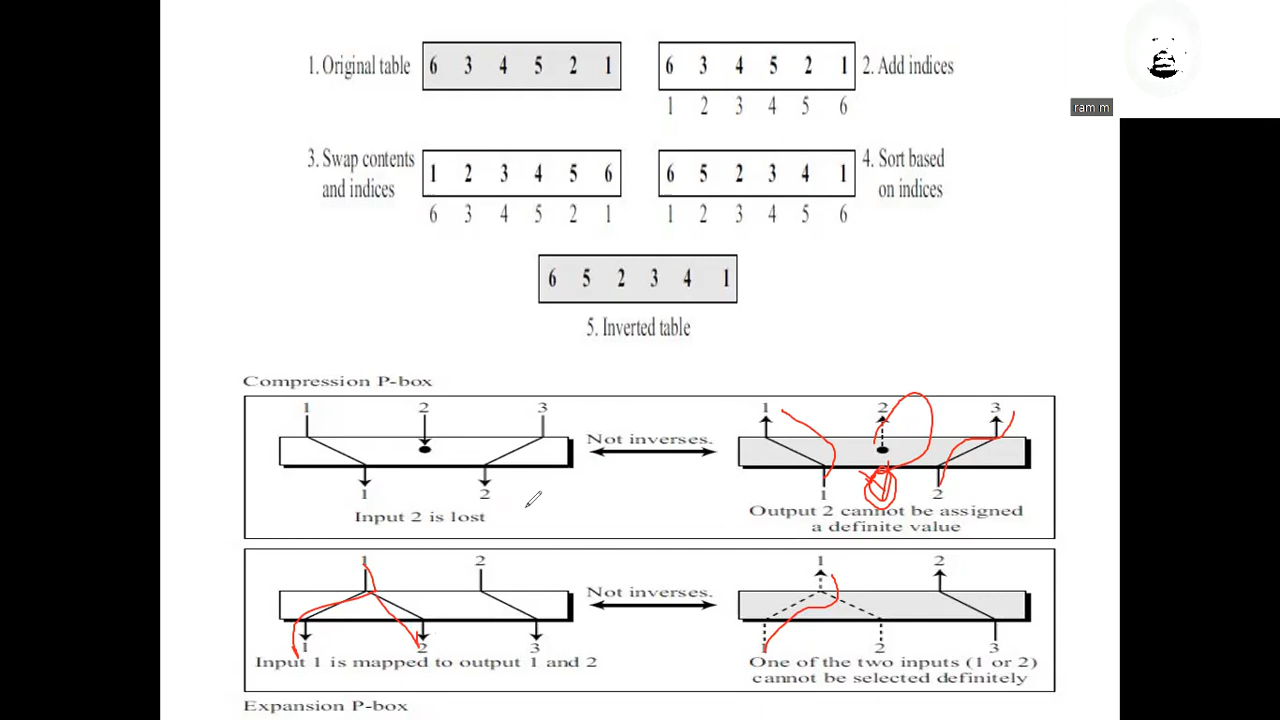 1. Original table
6 3 4 5 2 1
6 3 4 5 2 1
2. Add indices
1 2 3 4 5 6
ram m
3. Swap contents
and indices
1 2 3 4 5 6
6 5 2 3 4 1
4. Sort based
on indices
6 3 4 5 2 1
1 2 3 4 5 6
6 5 2 3 4 1
5. Inverted table
Compression P-box
1 2 3
Not inverses.
1 2 3
1 2
Input 2 is lost
1 2
Output 2 cannot be assigned
a definite value
1 2
Not inverses.
1 2
1 2 3
Input 1 is mapped to output 1 and 2
1 2 3
One of the two inputs (1 or 2)
cannot be selected definitely
Expansion P-box